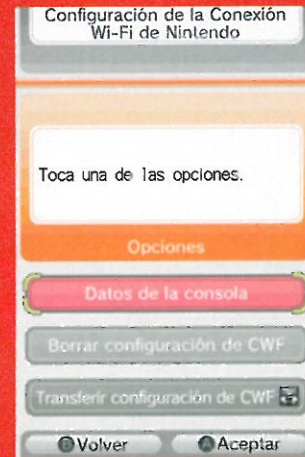 Configuración de la Conexión
Wi-Fi de Nintendo
Toca una de las opciones.
Opciones
Datos de la consola
Borrar configuración de CWF
Transferir configuración de CWF
B Volver
A Aceptar